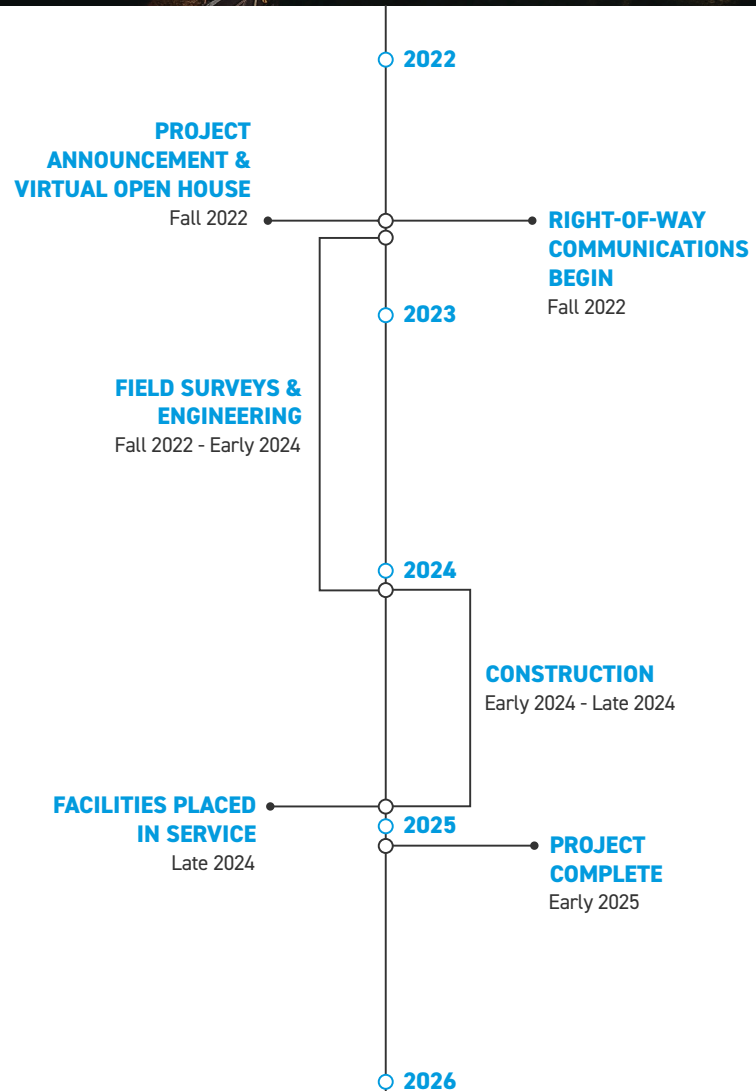 2022
PROJECT
ANNOUNCEMENT &
VIRTUAL OPEN HOUSE
Fall 2022
RIGHT-OF-WAY
COMMUNICATIONS
BEGIN
Fall 2022
2023
FIELD SURVEYS &
ENGINEERING
Fall 2022 - Early 2024
2024
CONSTRUCTION
Early 2024 - Late 2024
FACILITIES PLACED
IN SERVICE
Late 2024
2025
PROJECT
COMPLETE
Early 2025
2026